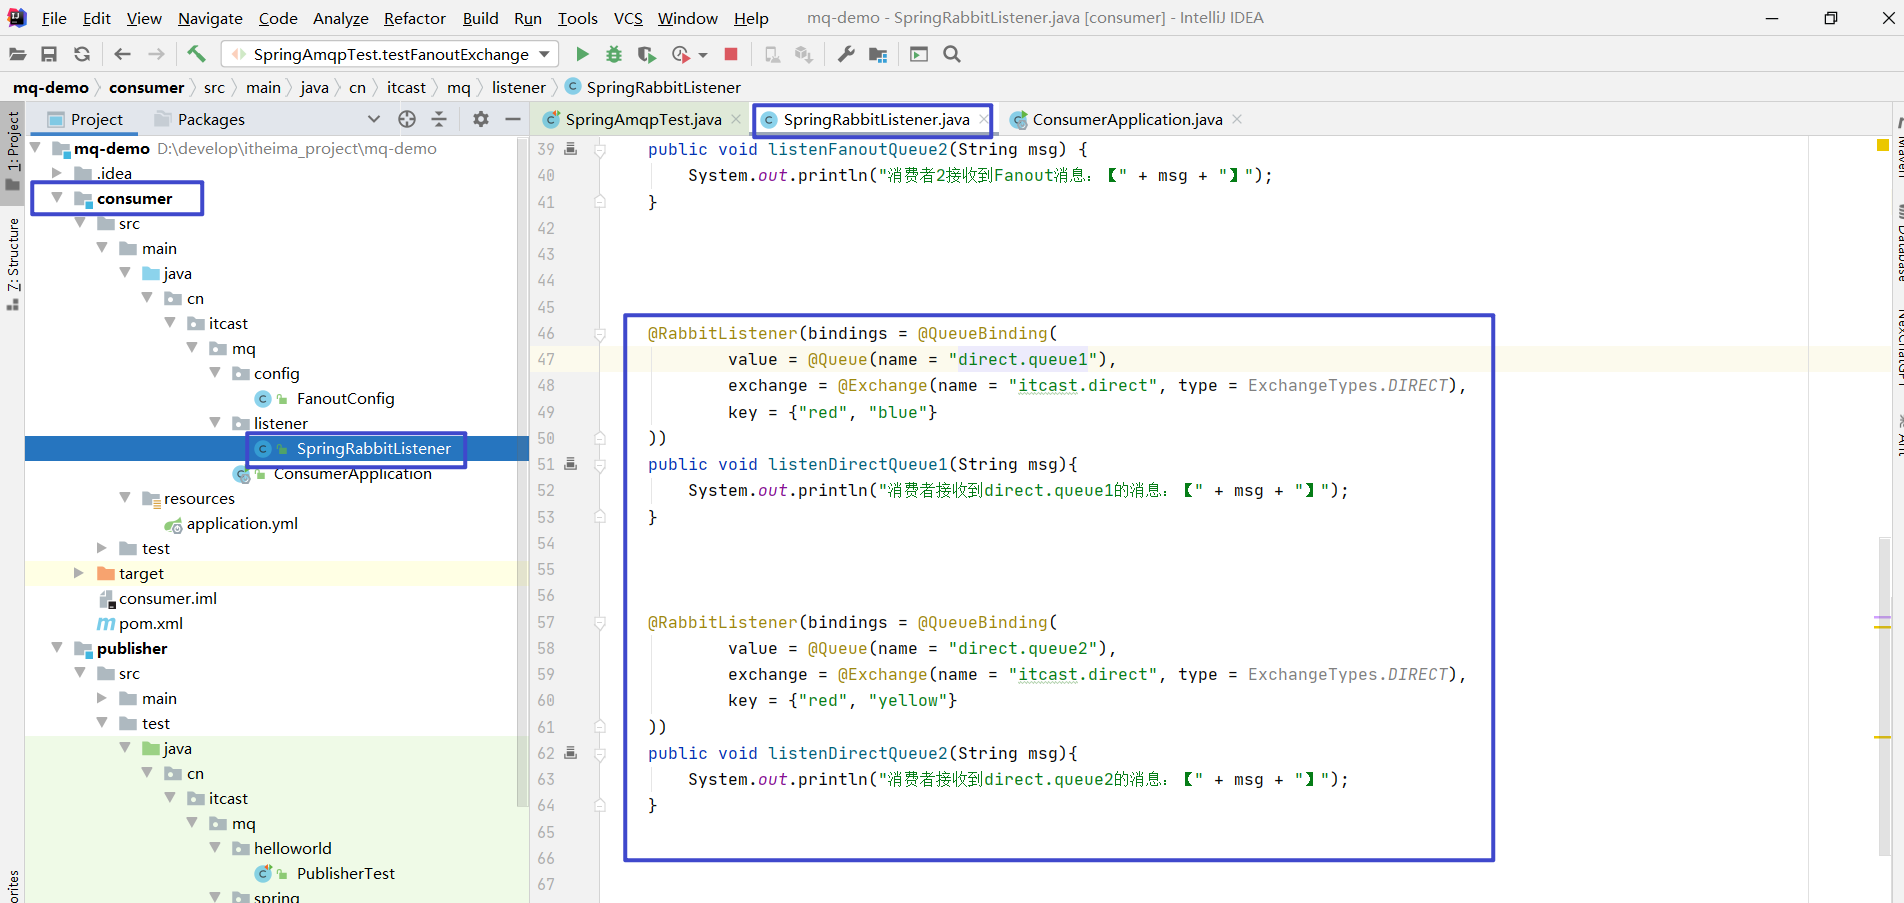 File Edit View Navigate Code Analyze Refactor Build Run Tools VCS Window Help mq-demo - SpringRabbitListener.java [consumer] - IntelliJ IDEA
SpringAmqpTest.testFanoutExchange
mq-demo consumer src main java cn itcast mq listener SpringRabbitListener
1: Project
Z: Structure
Project Packages
mq-demo D:\develop\itheima_project\mq-demo
.idea
consumer
src
main
java
cn
itcast
mq
config
FanoutConfig
listener
SpringRabbitListener
ConsumerApplication
resources
application.yml
test
target
consumer.iml
pom.xml
publisher
src
main
test
java
cn
itcast
mq
helloworld
PublisherTest
spring
SpringAmqpTest.java SpringRabbitListener.java ConsumerApplication.java
39 public void listenFanoutQueue2(String msg) {
40 System.out.println("消费者2接收到Fanout消息:【" + msg + "】");
41 }
42
43
44
45
46 @RabbitListener(bindings = @QueueBinding(
47 value = @Queue(name = "direct.queue1"),
48 exchange = @Exchange(name = "itcast.direct", type = ExchangeTypes.DIRECT),
49 key = {"red", "blue"}
50 ))
51 public void listenDirectQueue1(String msg){
52 System.out.println("消费者接收到direct.queue1的消息:【" + msg + "】");
53 }
54
55
56
57 @RabbitListener(bindings = @QueueBinding(
58 value = @Queue(name = "direct.queue2"),
59 exchange = @Exchange(name = "itcast.direct", type = ExchangeTypes.DIRECT),
60 key = {"red", "yellow"}
61 ))
62 public void listenDirectQueue2(String msg){
63 System.out.println("消费者接收到direct.queue2的消息:【" + msg + "】");
64 }
65
66
67
Maven
Database